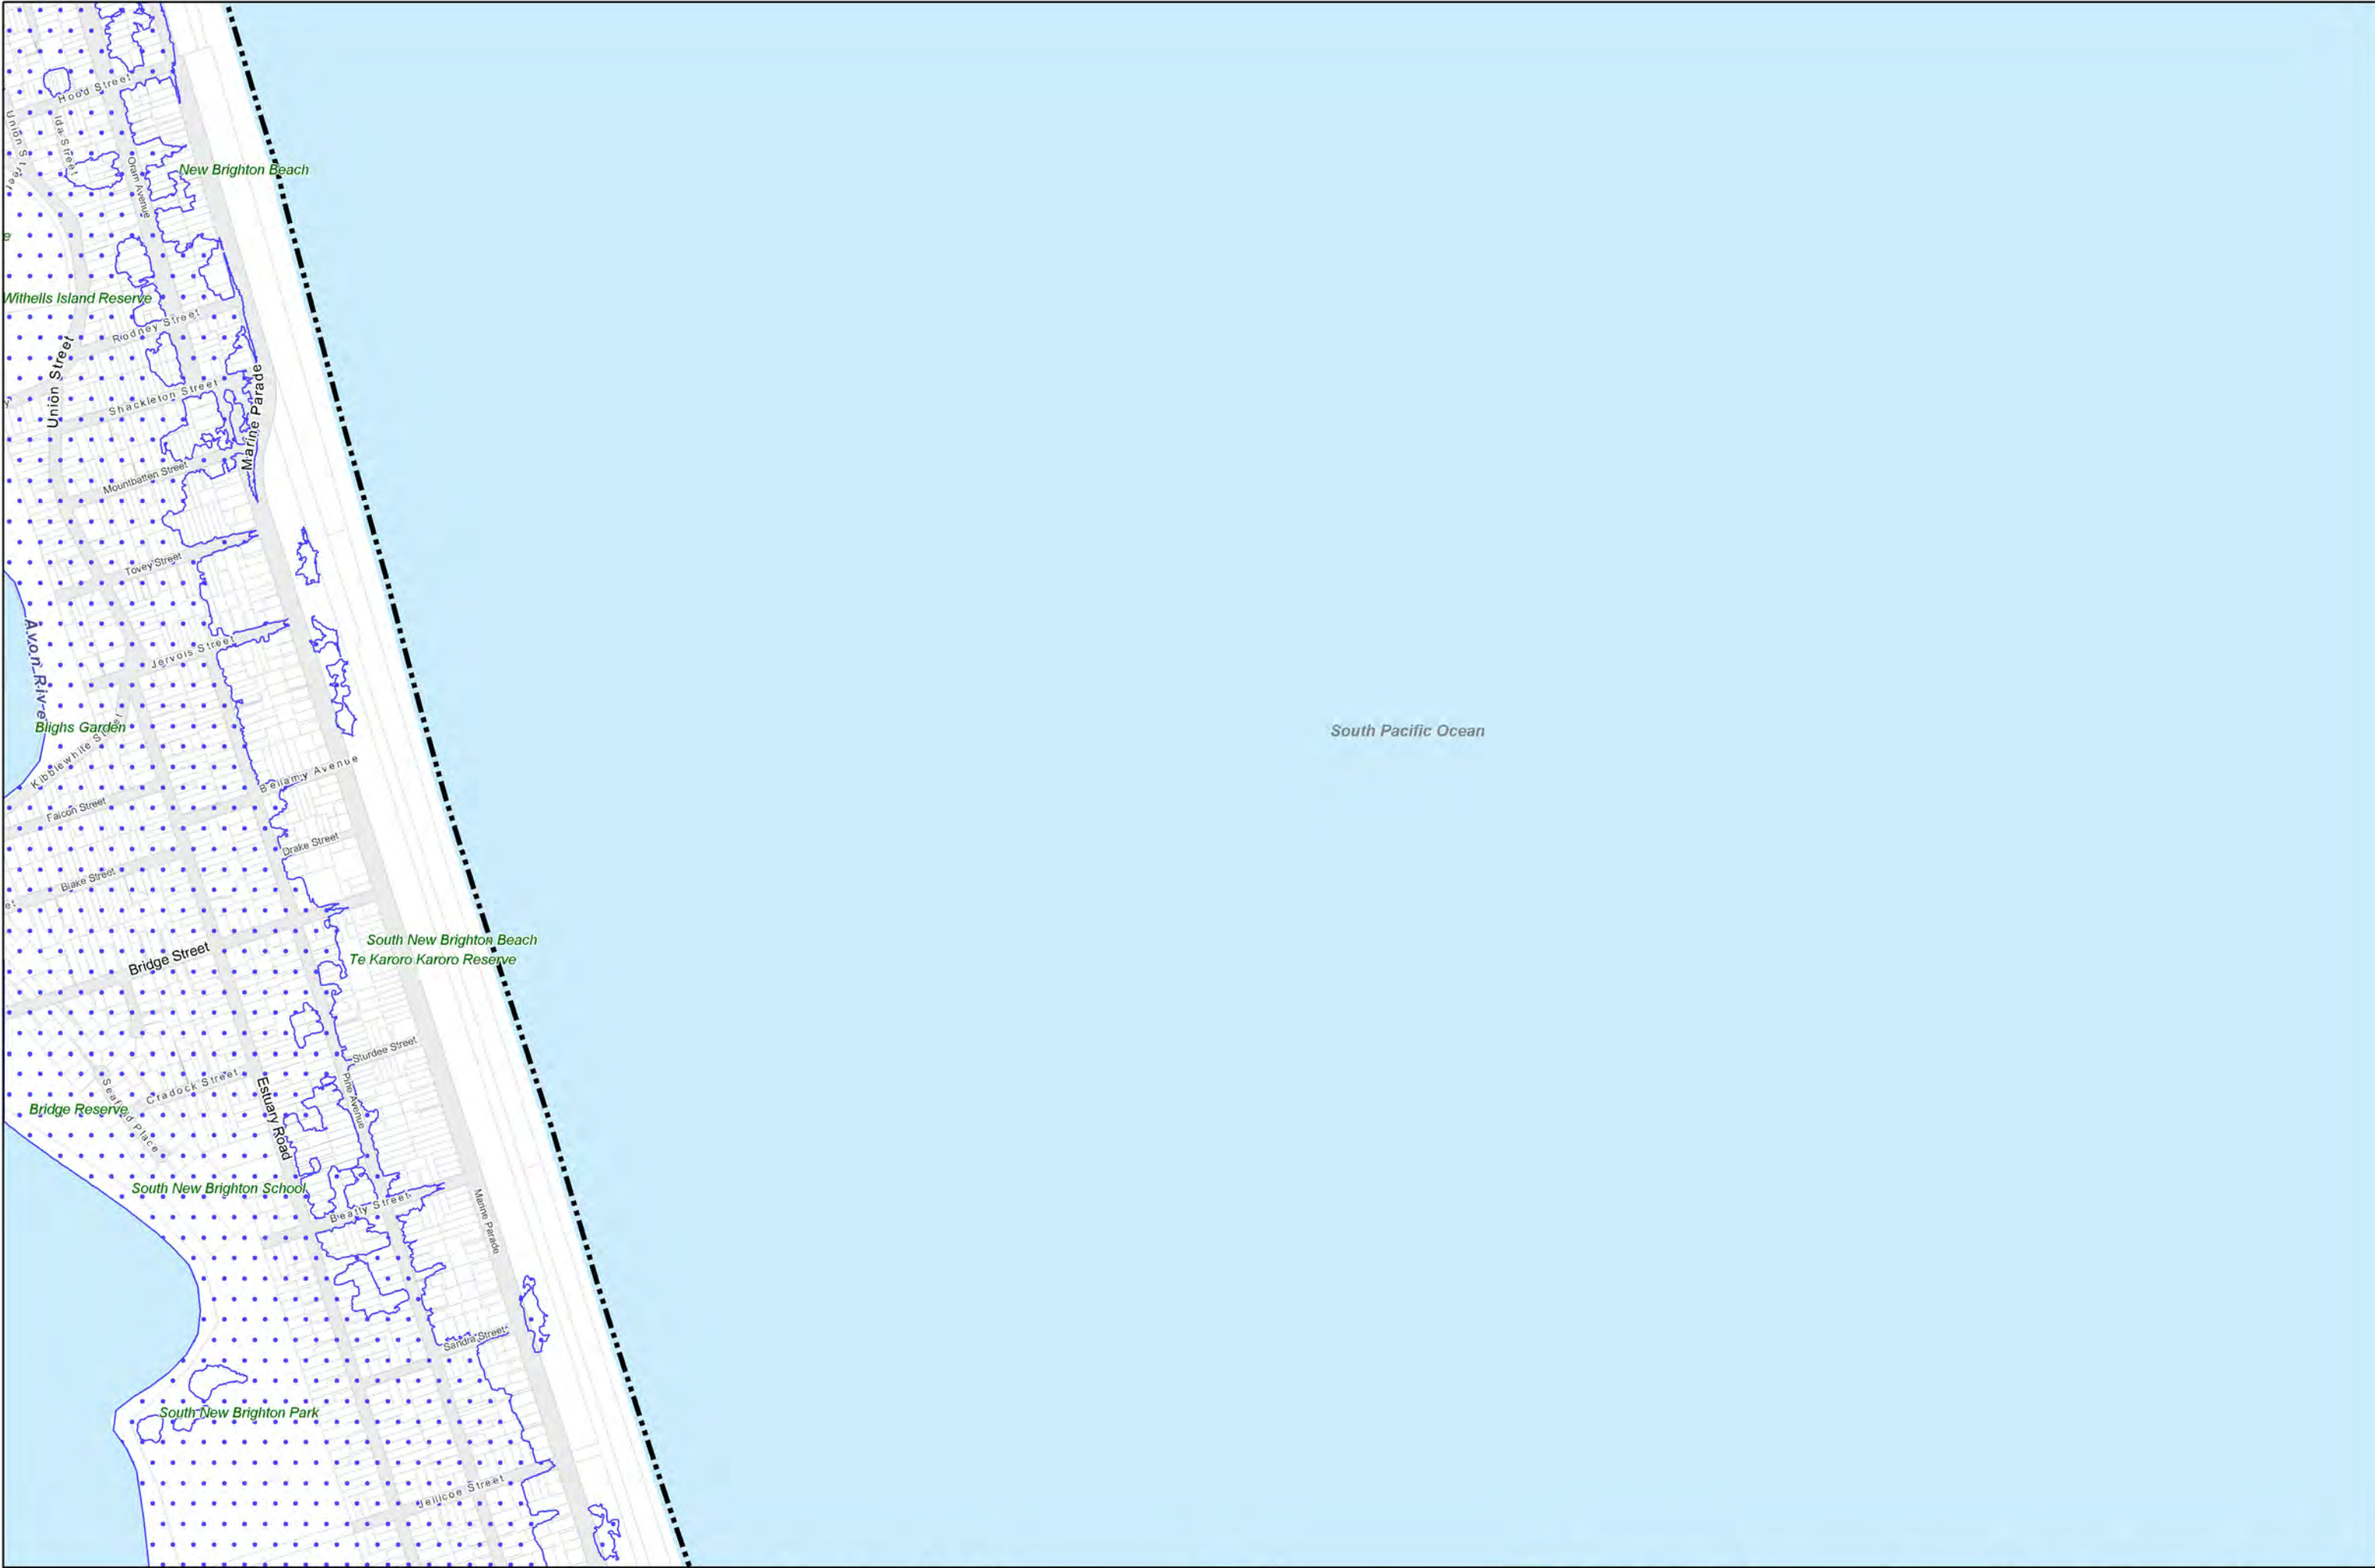 Hood Street
Union Street
Ida Street
Oram Avenue
New Brighton Beach
e
Withells Island Reserve
Rodney Street
Union Street
Shackleton Street
Marine Parade
y
Mountbatten Street
Tovey Street
Avon River
Jervois Street
Blighs Garden
South Pacific Ocean
Kibblewhite Street
Bellamy Avenue
Falcon Street
Drake Street
Blake Street
et
South New Brighton Beach
Bridge Street
Te Karoro Karoro Reserve
Sturdee Street
Pine Avenue
Cradock Street
Estuary Road
Seafield Place
Bridge Reserve
South New Brighton School
Beatty Street
Marine Parade
Sandra Street
South New Brighton Park
Jellicoe Street